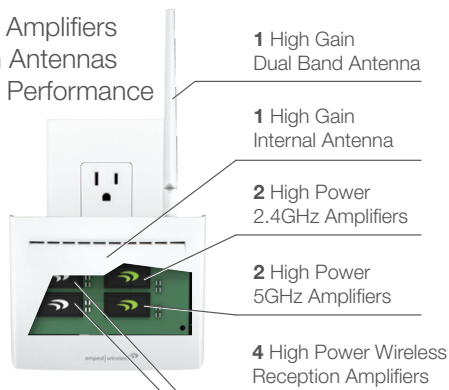 Amplifiers
Antennas
Performance
1 High Gain
Dual Band Antenna
1 High Gain
Internal Antenna
2 High Power
2.4GHz Amplifiers
2 High Power
5GHz Amplifiers
4 High Power Wireless
Reception Amplifiers
amped wireless